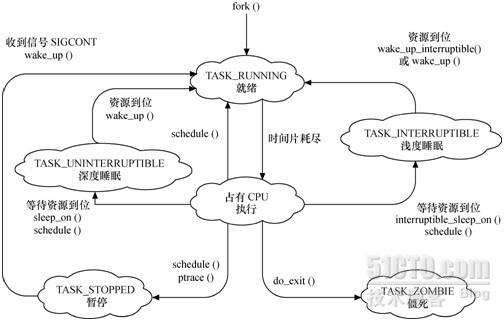 fork ()
收到信号 SIGCONT
wake_up ()
资源到位
wake_up_interruptible()
或 wake_up ()
TASK_RUNNING
就绪
资源到位
wake_up ()
schedule ()
时间片耗尽
TASK_INTERRUPTIBLE
浅度睡眠
TASK_UNINTERRUPTIBLE
深度睡眠
占有 CPU
执行
等待资源到位
sleep_on ()
schedule ()
等待资源到位
interruptible_sleep_on ()
schedule ()
schedule ()
ptrace ()
do_exit ()
TASK_STOPPED
暂停
TASK_ZOMBIE
僵死
51CTO.com
技术博客 Blog